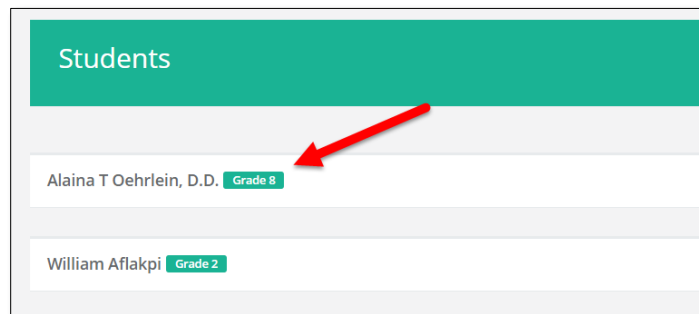 Students
Alaina T Oehrlein, D.D. Grade 8
William Aflakpi Grade 2